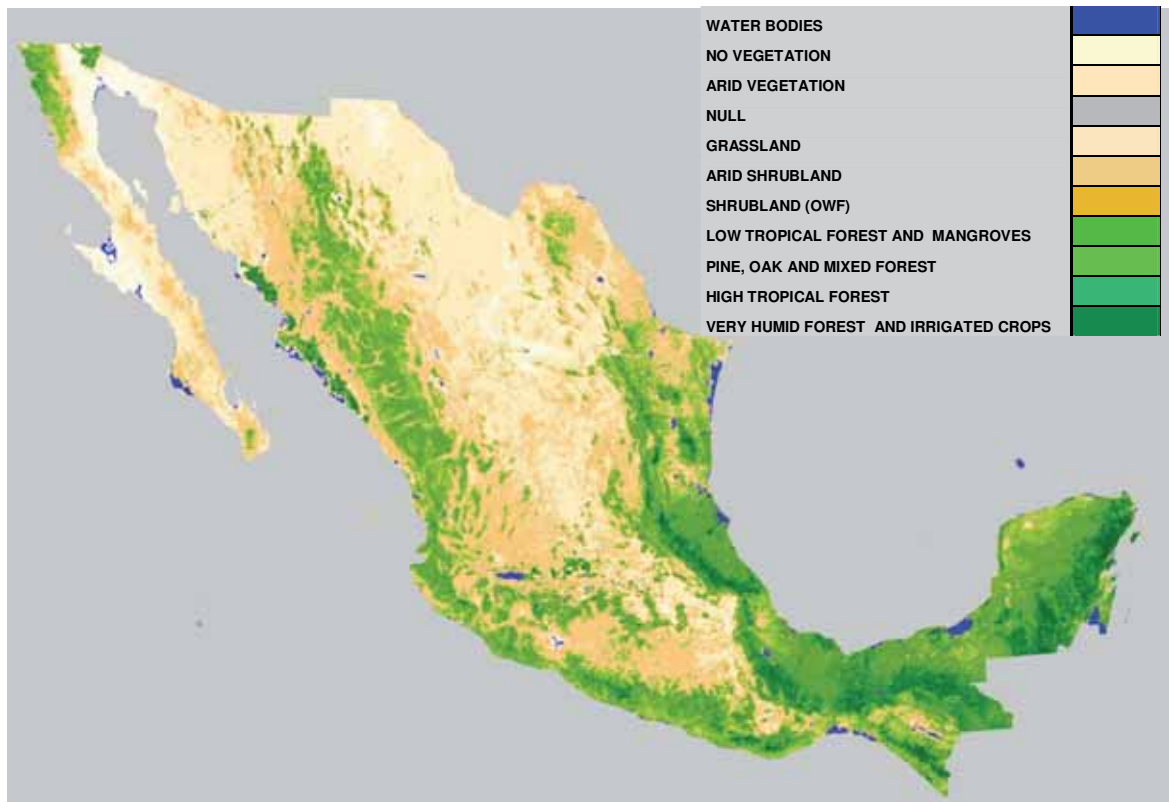 WATER BODIES
NO VEGETATION
ARID VEGETATION
NULL
GRASSLAND
ARID SHRUBLAND
SHRUBLAND (OWF)
LOW TROPICAL FOREST AND MANGROVES
PINE, OAK AND MIXED FOREST
HIGH TROPICAL FOREST
VERY HUMID FOREST AND IRRIGATED CROPS